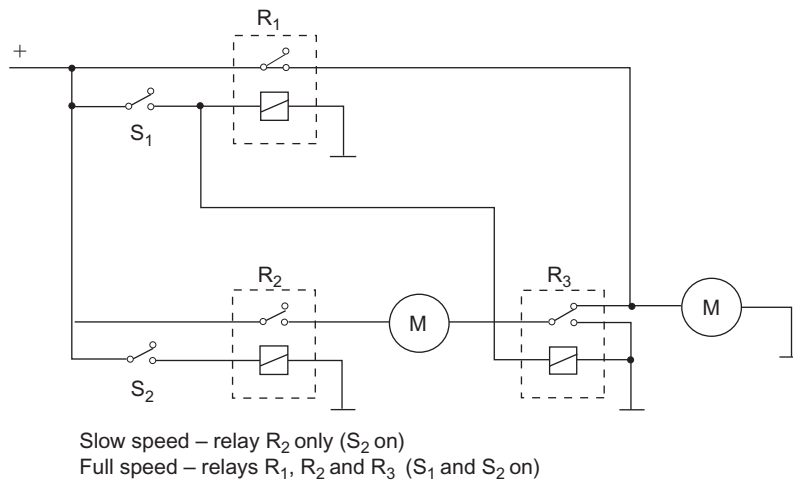 R1
+
S1
R2
R3
M
M
S2
Slow speed – relay R2 only (S2 on)
Full speed – relays R1, R2 and R3 (S1 and S2 on)